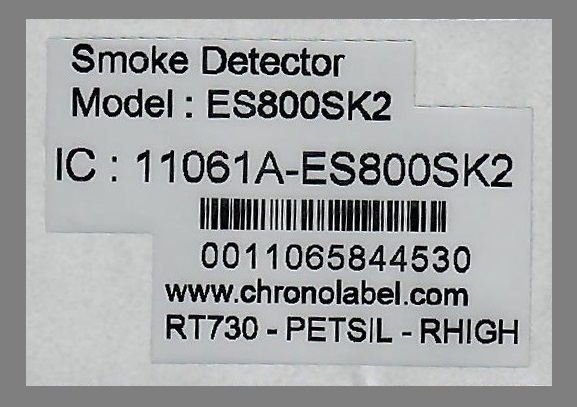 Smoke Detector
Model : ES800SK2
IC : 11061A-ES800SK2
0011065844530
www.chronolabel.com
RT730 - PETSIL - RHIGH